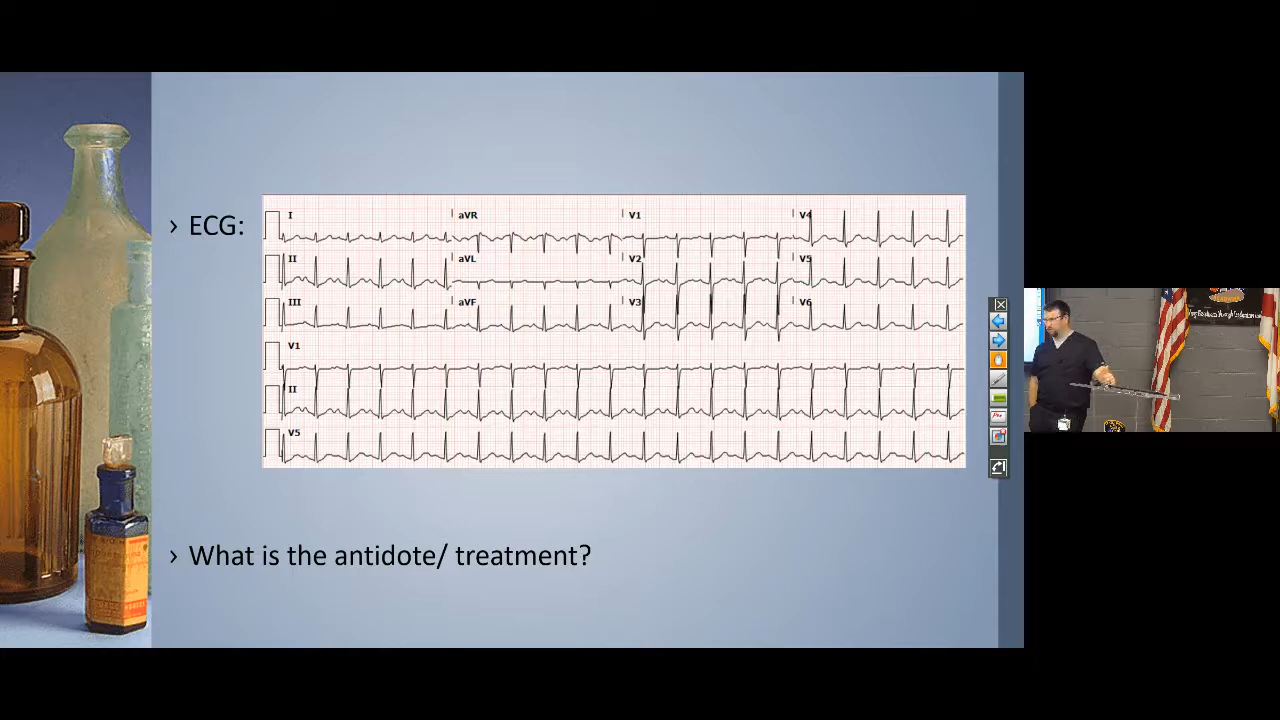 › ECG:
I
aVR
V1
V4
II
aVL
V2
V5
III
aVF
V3
V6
V1
II
V5
› What is the antidote/ treatment?